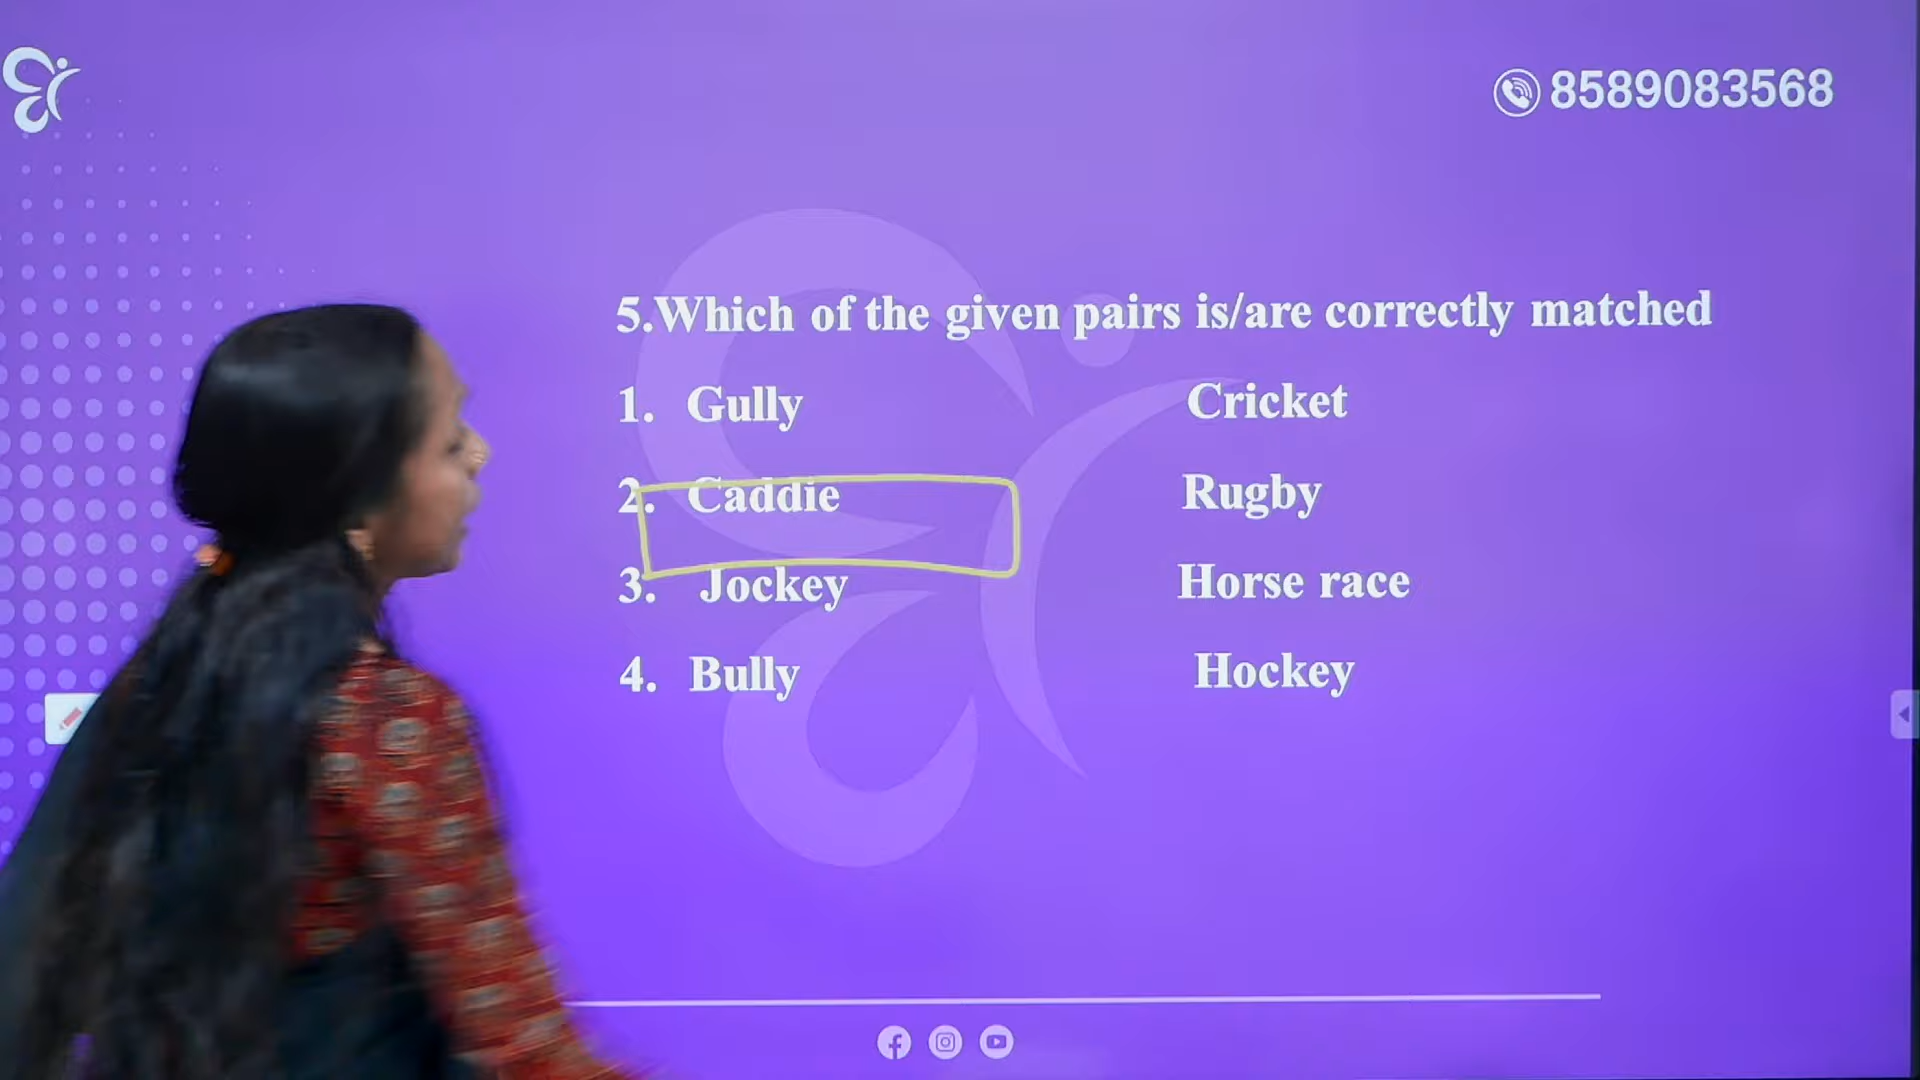 8589083568
5.Which of the given pairs is/are correctly matched
1. Gully Cricket
2. Caddie Rugby
3. Jockey Horse race
4. Bully Hockey